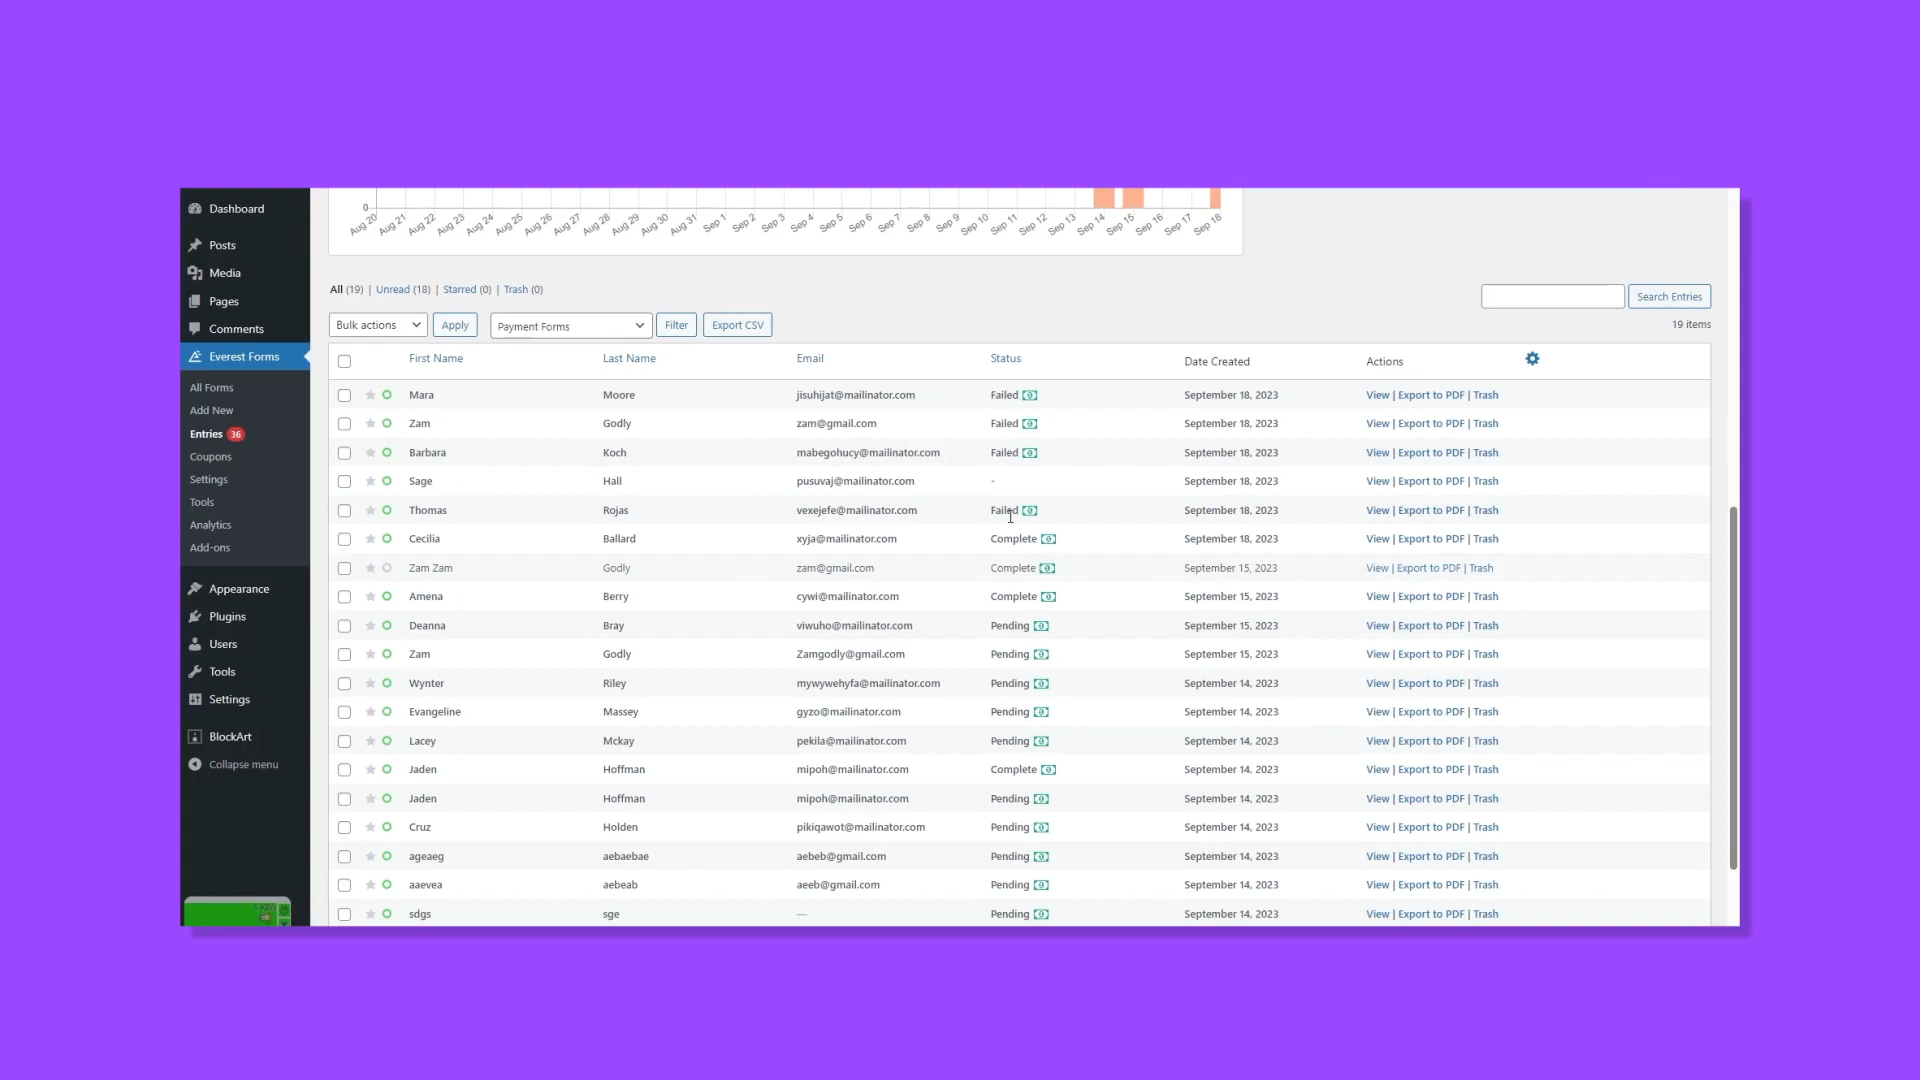 0
Aug 20 Aug 21 Aug 22 Aug 23 Aug 24 Aug 25 Aug 26 Aug 27 Aug 28 Aug 29 Aug 30 Aug 31 Sep 1 Sep 2 Sep 3 Sep 4 Sep 5 Sep 6 Sep 7 Sep 8 Sep 9 Sep 10 Sep 11 Sep 12 Sep 13 Sep 14 Sep 15 Sep 16 Sep 17 Sep 18
Dashboard
Posts
Media
Pages
Comments
Everest Forms
All Forms
Add New
Entries 36
Coupons
Settings
Tools
Analytics
Add-ons
Appearance
Plugins
Users
Tools
Settings
BlockArt
Collapse menu
All (19) | Unread (18) | Starred (0) | Trash (0)
Search Entries
Bulk actions Apply Payment Forms Filter Export CSV
19 items
First Name Last Name Email Status Date Created Actions
Mara Moore jisuhijat@mailinator.com Failed September 18, 2023 View | Export to PDF | Trash
Zam Godly zam@gmail.com Failed September 18, 2023 View | Export to PDF | Trash
Barbara Koch mabegohucy@mailinator.com Failed September 18, 2023 View | Export to PDF | Trash
Sage Hall pusuvaj@mailinator.com - September 18, 2023 View | Export to PDF | Trash
Thomas Rojas vexejefe@mailinator.com Failed September 18, 2023 View | Export to PDF | Trash
Cecilia Ballard xyja@mailinator.com Complete September 18, 2023 View | Export to PDF | Trash
Zam Zam Godly zam@gmail.com Complete September 15, 2023 View | Export to PDF | Trash
Amena Berry cywi@mailinator.com Complete September 15, 2023 View | Export to PDF | Trash
Deanna Bray viwuho@mailinator.com Pending September 15, 2023 View | Export to PDF | Trash
Zam Godly Zamgodly@gmail.com Pending September 15, 2023 View | Export to PDF | Trash
Wynter Riley mywywehyfa@mailinator.com Pending September 14, 2023 View | Export to PDF | Trash
Evangeline Massey gyzo@mailinator.com Pending September 14, 2023 View | Export to PDF | Trash
Lacey Mckay pekila@mailinator.com Pending September 14, 2023 View | Export to PDF | Trash
Jaden Hoffman mipoh@mailinator.com Complete September 14, 2023 View | Export to PDF | Trash
Jaden Hoffman mipoh@mailinator.com Pending September 14, 2023 View | Export to PDF | Trash
Cruz Holden pikiqawot@mailinator.com Pending September 14, 2023 View | Export to PDF | Trash
ageaeg aebaebae aebeb@gmail.com Pending September 14, 2023 View | Export to PDF | Trash
aaevea aebeab aeeb@gmail.com Pending September 14, 2023 View | Export to PDF | Trash
sdgs sge — Pending September 14, 2023 View | Export to PDF | Trash